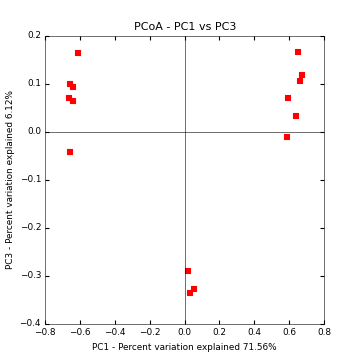 PCoA - PC1 vs PC3
0.2
0.1
0.0
−0.1
−0.2
−0.3
−0.4
PC3 - Percent variation explained 6.12%
−0.8 −0.6 −0.4 −0.2 0.0 0.2 0.4 0.6 0.8
PC1 - Percent variation explained 71.56%